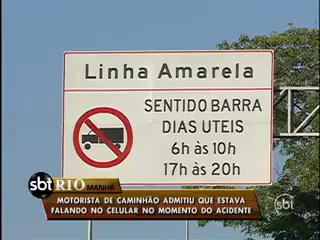 Linha Amarela
SENTIDO BARRA
DIAS UTEIS
6h às 10h
17h às 20h
sbt RIO
MANHÃ
MOTORISTA DE CAMINHÃO ADMITIU QUE ESTAVA
FALANDO NO CELULAR NO MOMENTO DO ACIDENTE
sbt